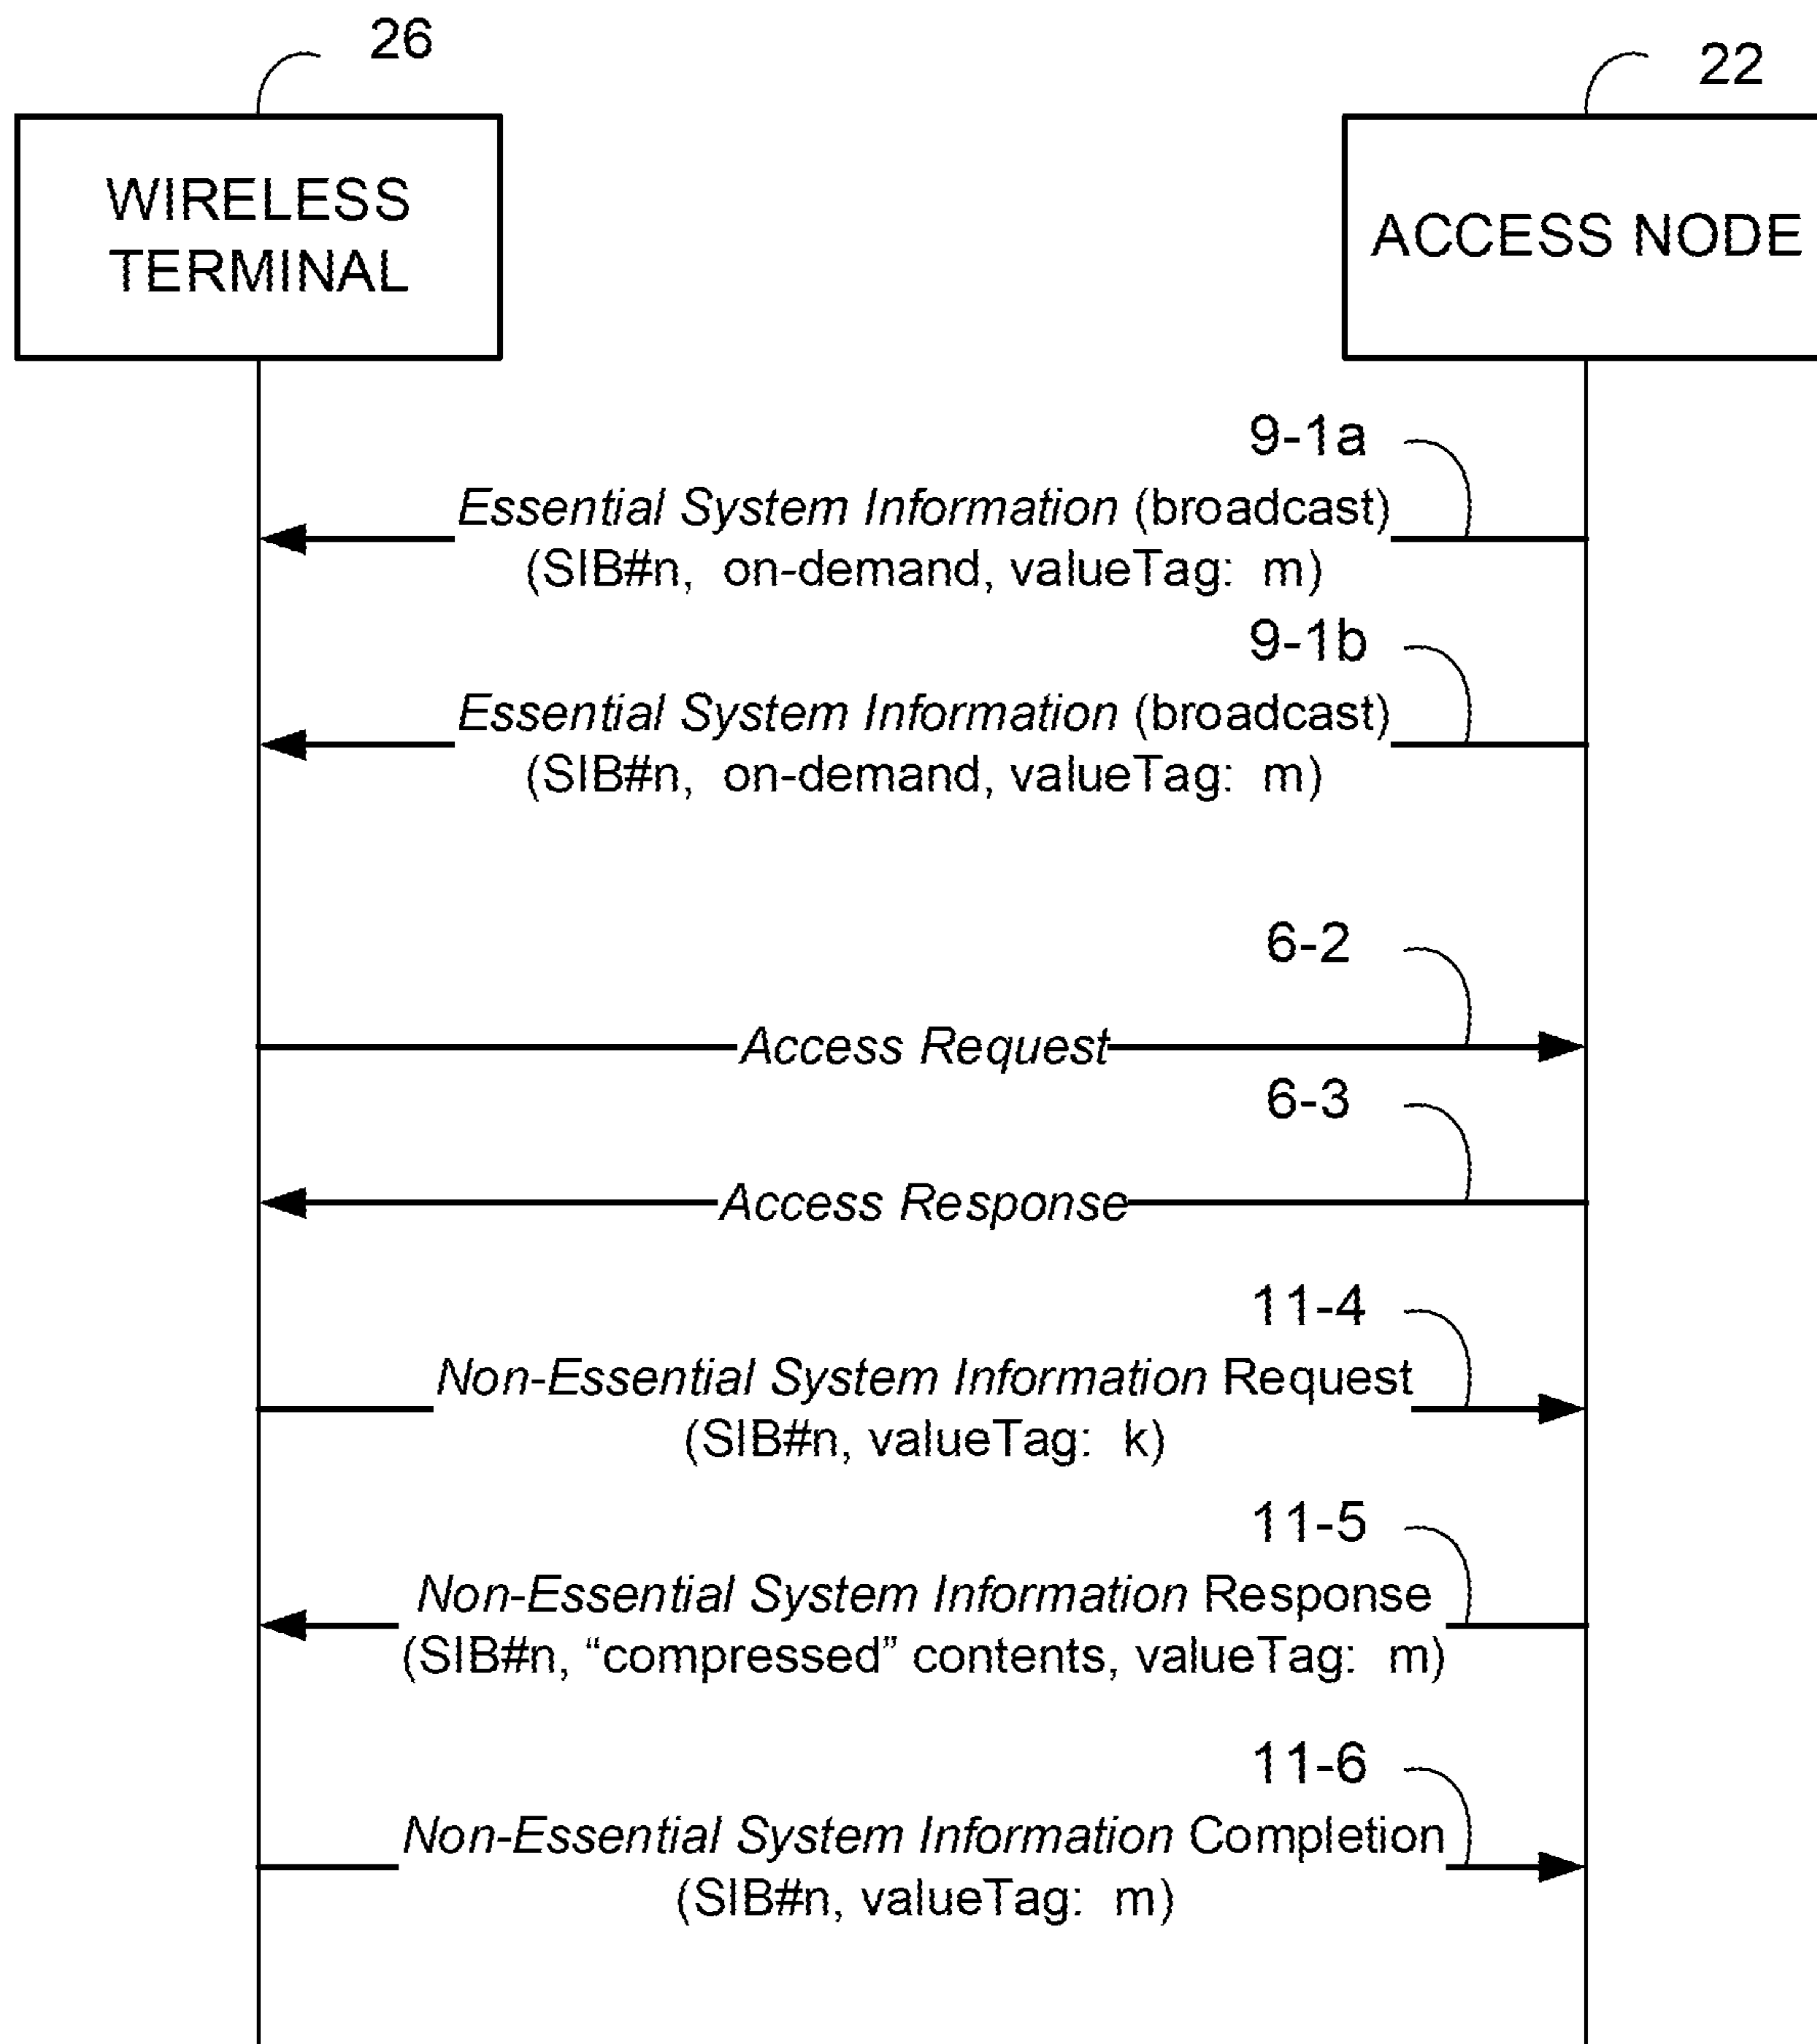 26
22
WIRELESS
TERMINAL
ACCESS NODE
9-1a
Essential System Information (broadcast)
(SIB#n, on-demand, valueTag: m)
9-1b
Essential System Information (broadcast)
(SIB#n, on-demand, valueTag: m)
6-2
Access Request
6-3
Access Response
11-4
Non-Essential System Information Request
(SIB#n, valueTag: k)
11-5
Non-Essential System Information Response
(SIB#n, “compressed” contents, valueTag: m)
11-6
Non-Essential System Information Completion
(SIB#n, valueTag: m)